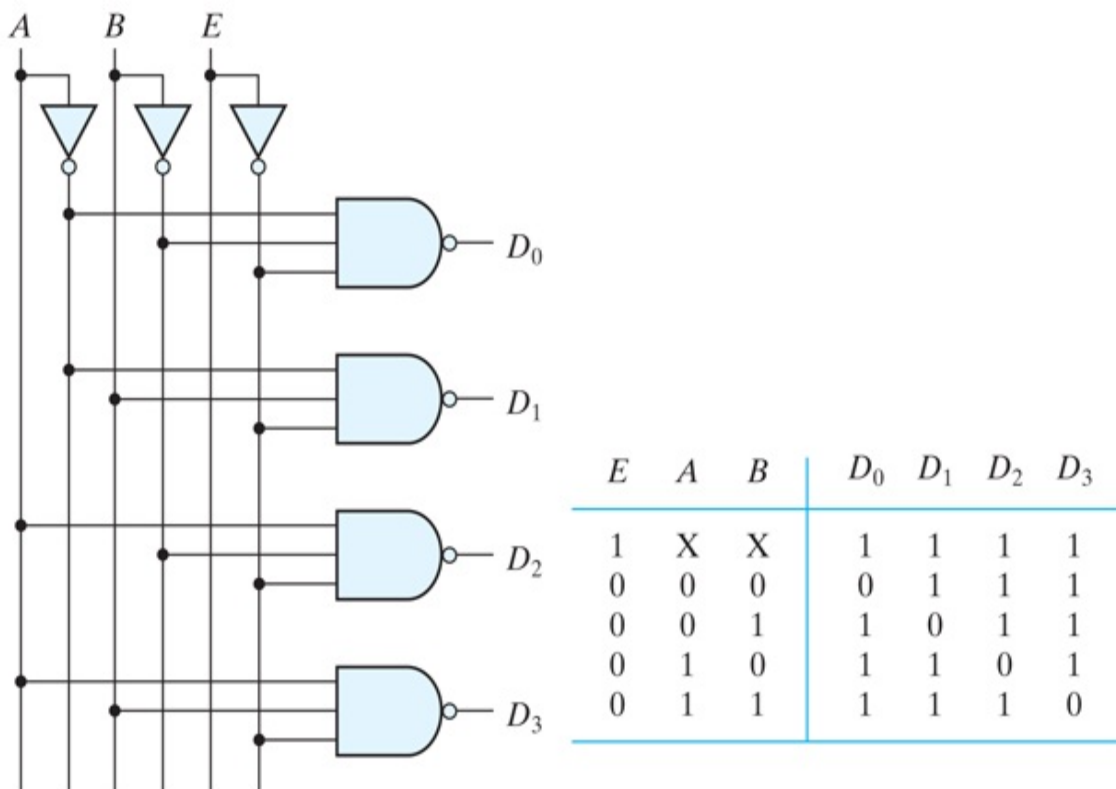 A B E
D0
D1
D2
D3
E A B D0 D1 D2 D3
1 X X 1 1 1 1
0 0 0 0 1 1 1
0 0 1 1 0 1 1
0 1 0 1 1 0 1
0 1 1 1 1 1 0